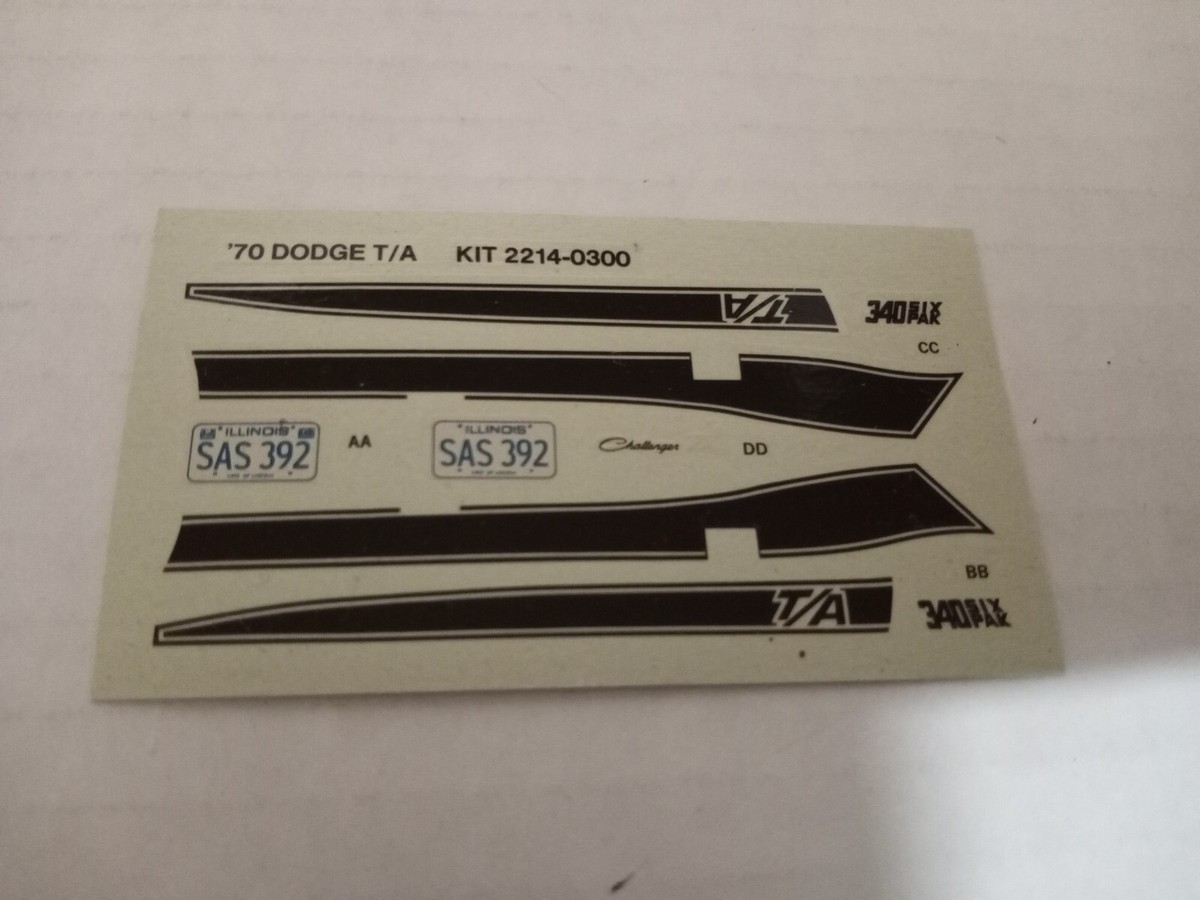 '70 DODGE T/A KIT 2214-0300
T/A
340 SIX PAK
CC
ILLINOIS
SAS 392
AA
ILLINOIS
SAS 392
Challenger
DD
BB
T/A
340 SIX PAK